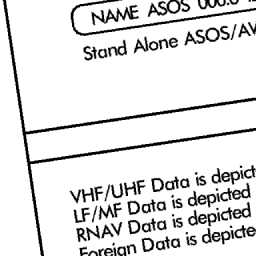 NAME ASOS 000.0
Stand Alone ASOS/AV
VHF/UHF Data is depict
LF/MF Data is depicted
RNAV Data is depicted
Foreign Data is depicte